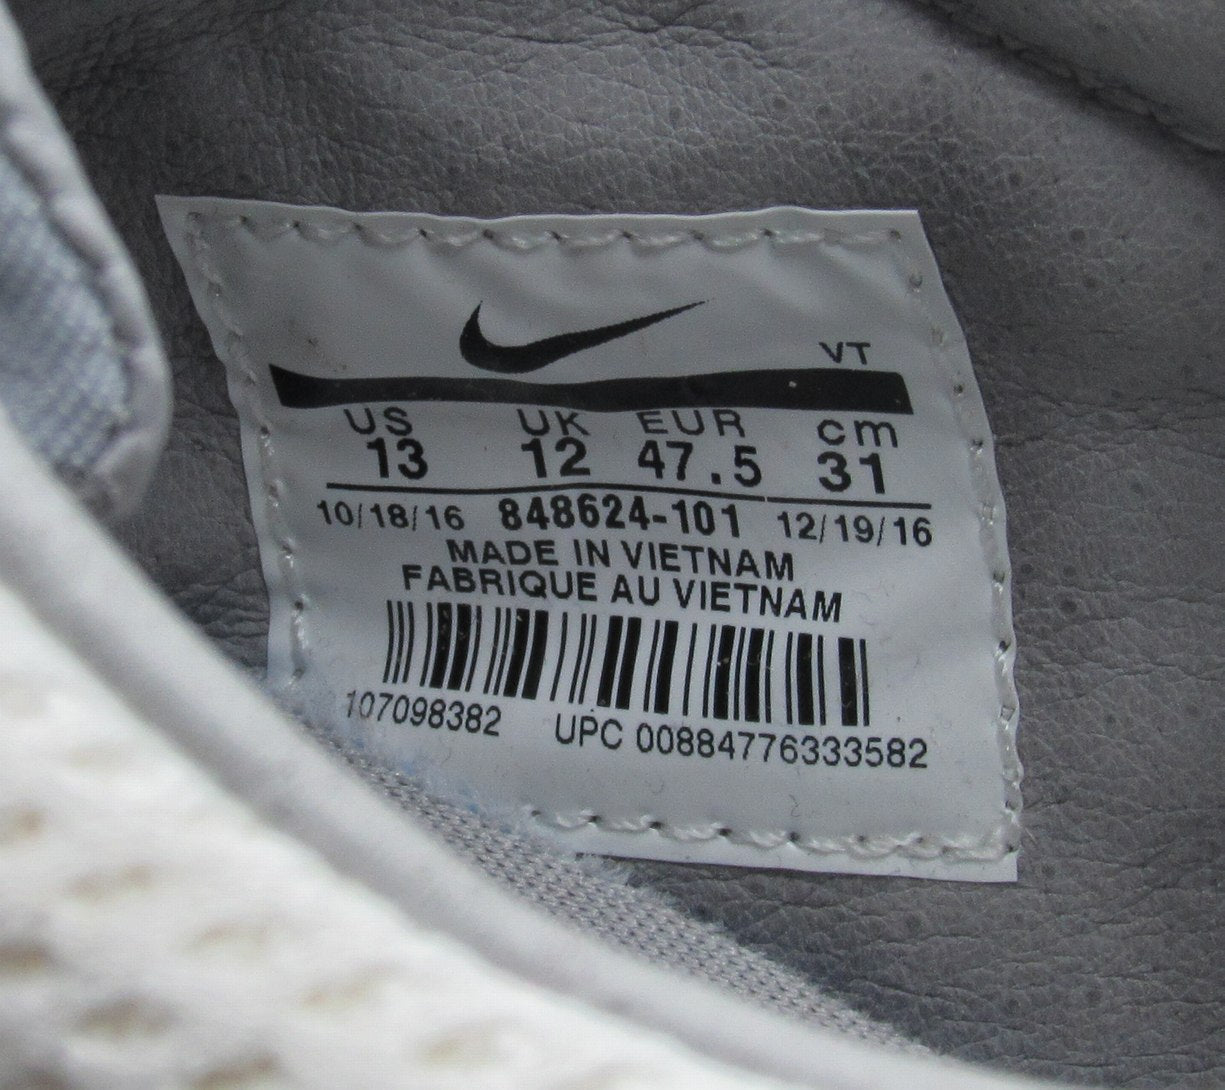 VT
US UK EUR cm
13 12 47.5 31
10/18/16 848624-101 12/19/16
MADE IN VIETNAM
FABRIQUE AU VIETNAM
107098382 UPC 00884776333582